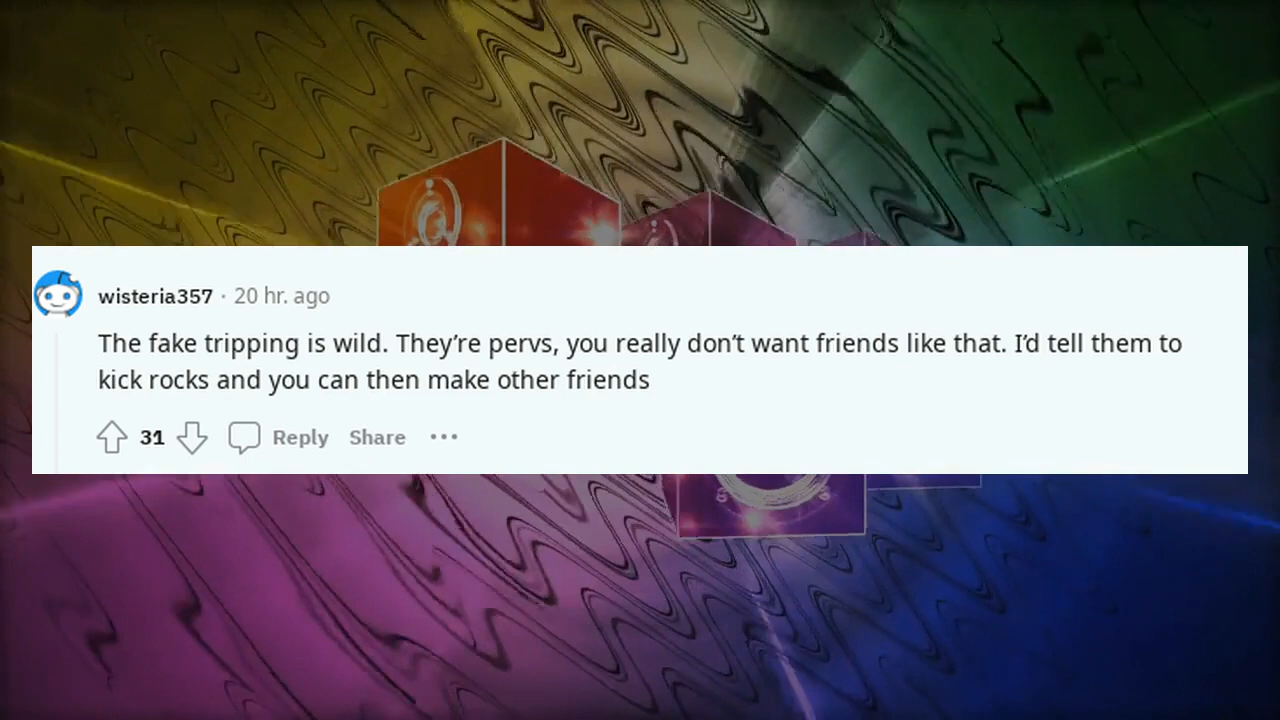 wisteria357 · 20 hr. ago
The fake tripping is wild. They’re pervs, you really don’t want friends like that. I’d tell them to
kick rocks and you can then make other friends
31 Reply Share •••